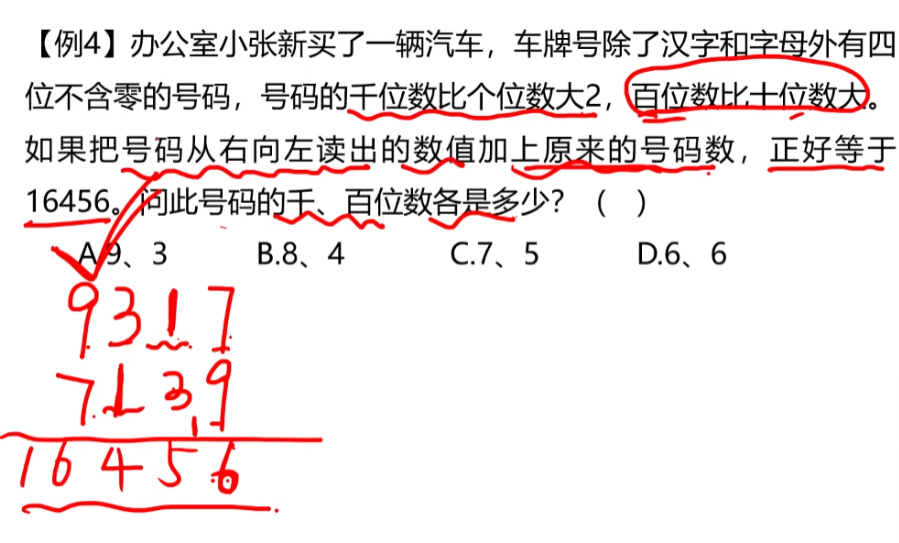 【例4】办公室小张新买了一辆汽车，车牌号除了汉字和字母外有四
位不含零的号码，号码的千位数比个位数大2，百位数比十位数大。
如果把号码从右向左读出的数值加上原来的号码数，正好等于
16456。问此号码的千、百位数各是多少？（ ）
A.9、3 B.8、4 C.7、5 D.6、6
9317
7139
16456